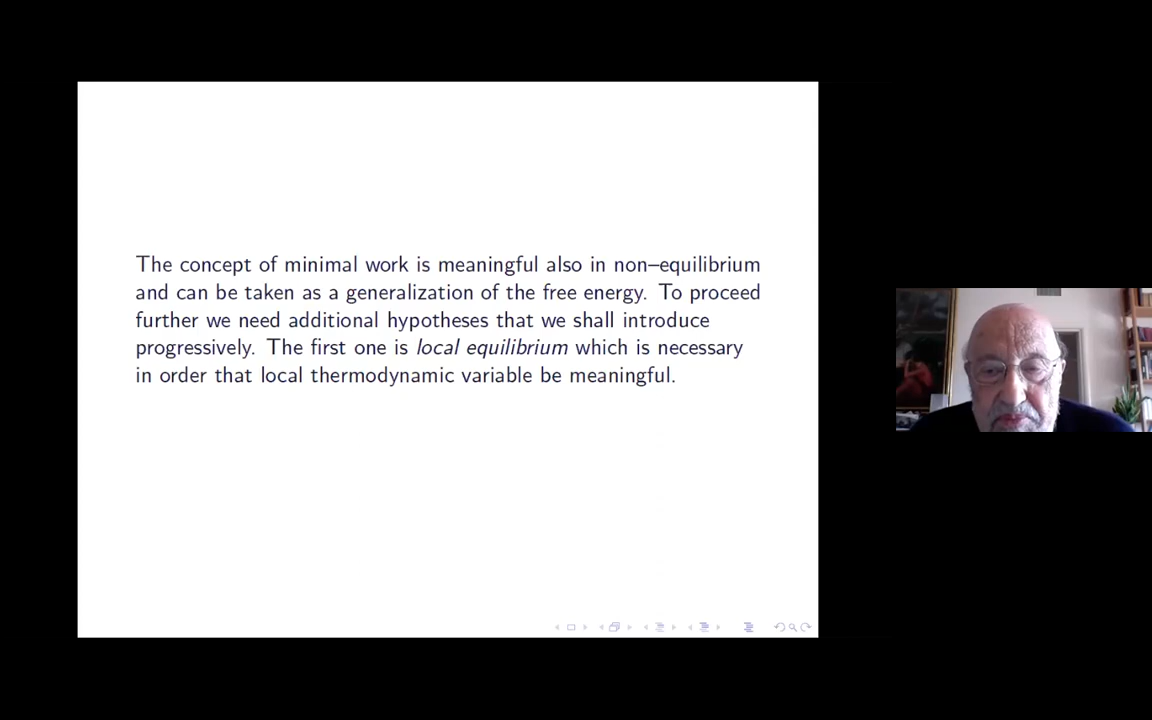 The concept of minimal work is meaningful also in non–equilibrium
and can be taken as a generalization of the free energy. To proceed
further we need additional hypotheses that we shall introduce
progressively. The first one is local equilibrium which is necessary
in order that local thermodynamic variable be meaningful.